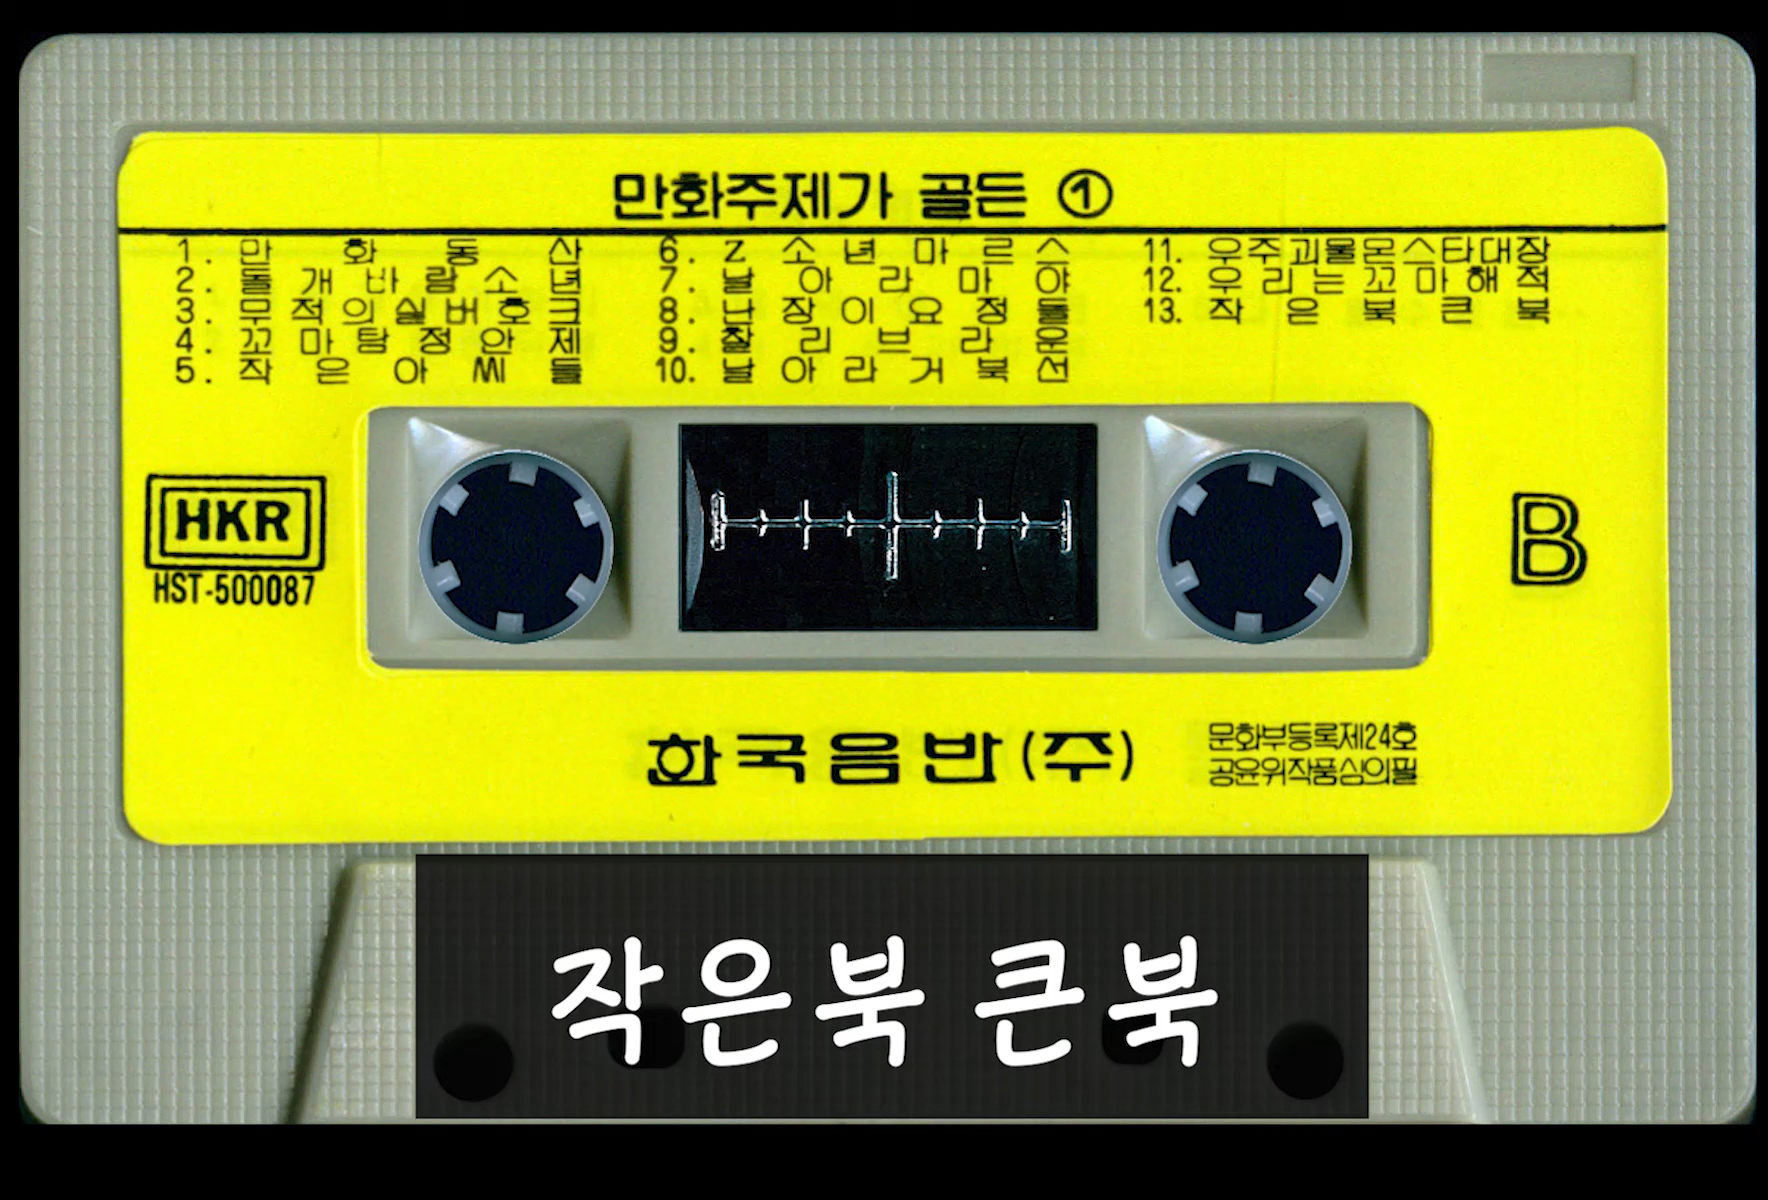 만화주제가 골든 ①
1. 만화동산
2. 돌개바람소년
3. 무적의실버호크
4. 꼬마탐정안제
5. 작은아씨들
6. Z소년마르스
7. 날아라마야
8. 난장이요정들
9. 찰리브라운
10. 날아라거북선
11. 우주괴물몬스타대장
12. 우리는꼬마해적
13. 작은북큰북
HKR
HST-500087
B
한국음반(주)
문화부등록제24호
공윤위작품심의필
작은북 큰북